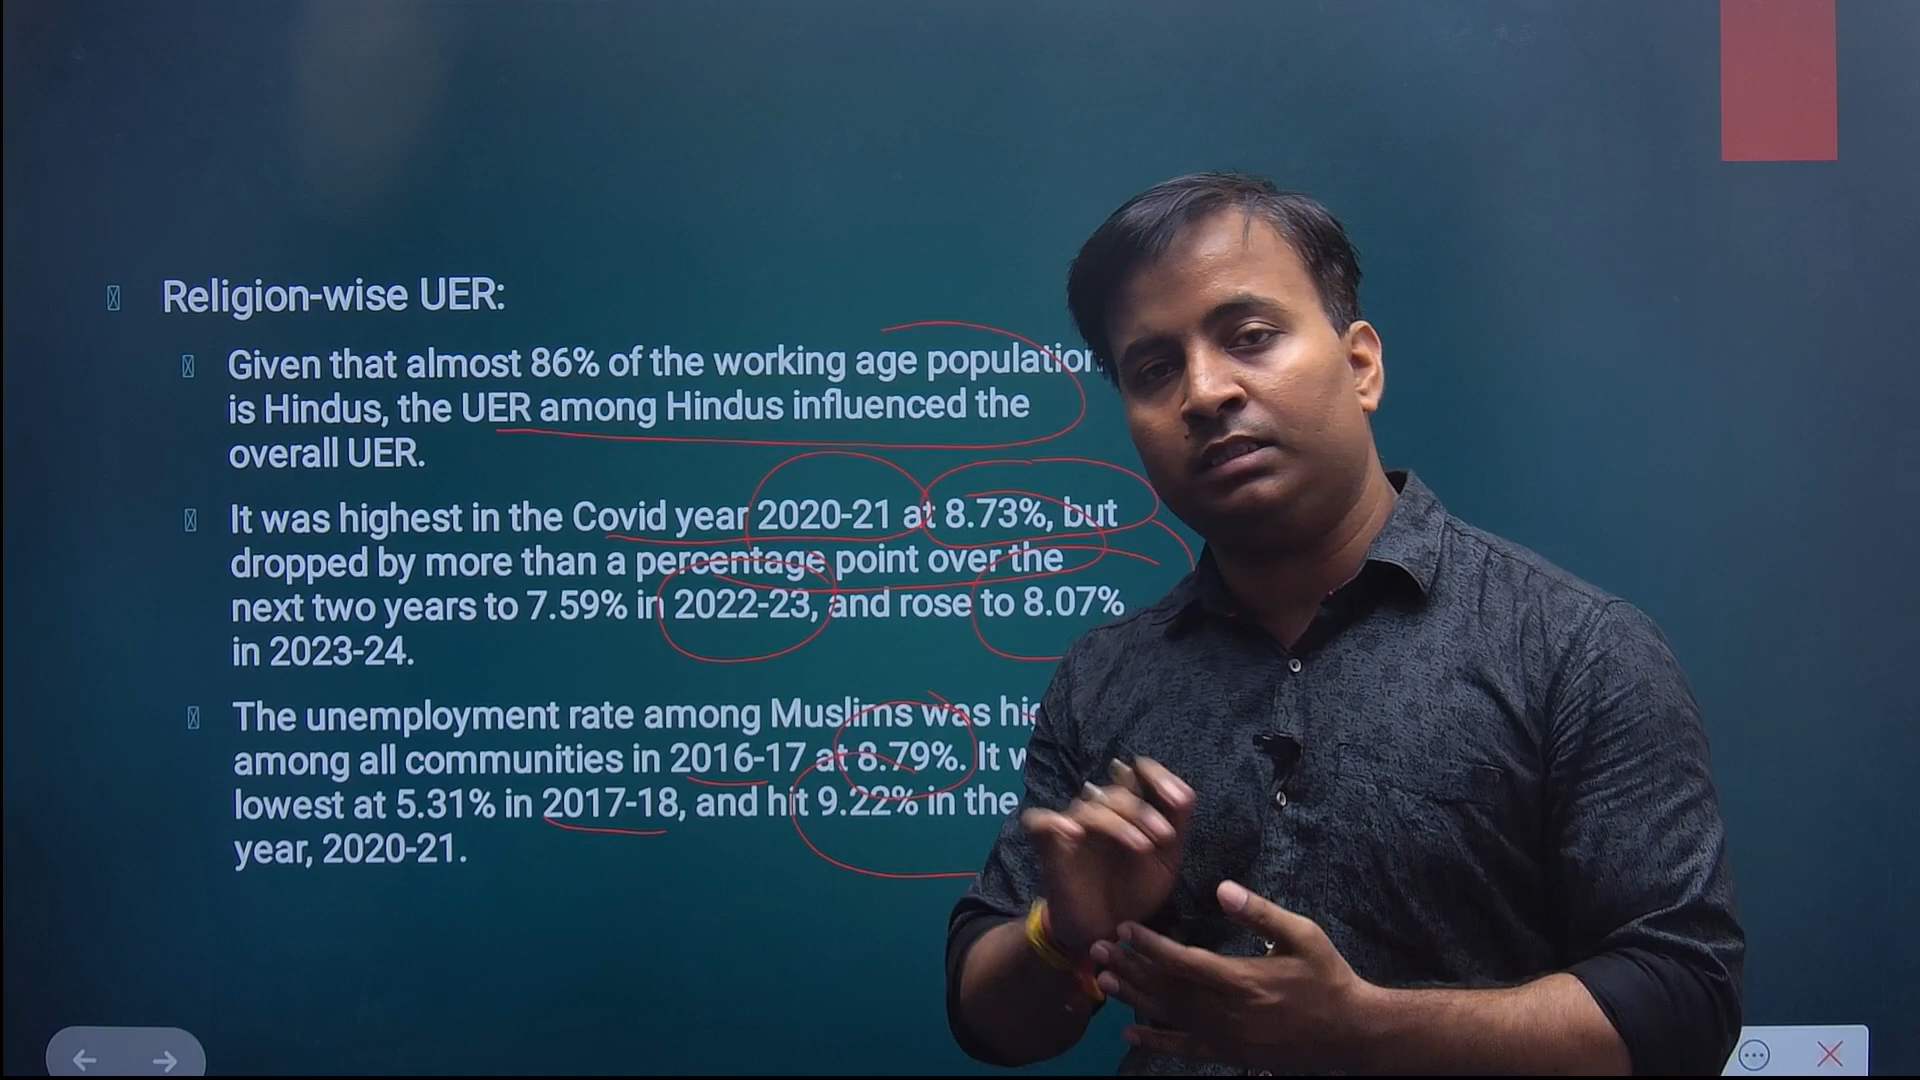 Religion-wise UER:
Given that almost 86% of the working age population
is Hindus, the UER among Hindus influenced the
overall UER.
It was highest in the Covid year 2020-21 at 8.73%, but
dropped by more than a percentage point over the
next two years to 7.59% in 2022-23, and rose to 8.07%
in 2023-24.
The unemployment rate among Muslims was
among all communities in 2016-17 at 8.79%. It
lowest at 5.31% in 2017-18, and hit 9.22% in the
year, 2020-21.